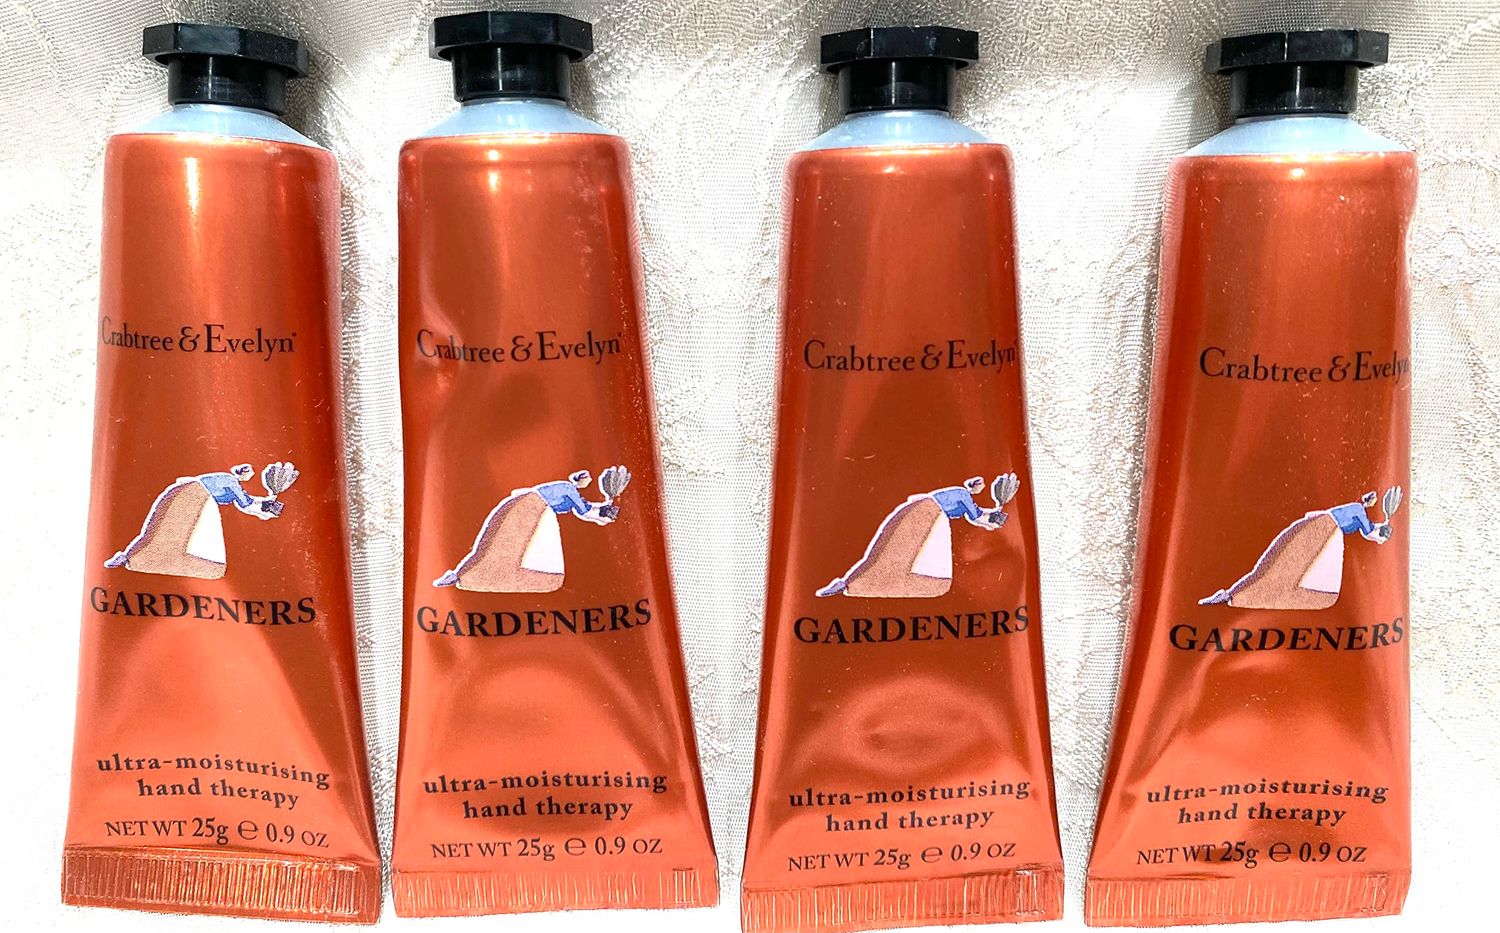 Crabtree & Evelyn®
GARDENERS
ultra-moisturising
hand therapy
NET WT 25g ℮ 0.9 OZ
Crabtree & Evelyn®
GARDENERS
ultra-moisturising
hand therapy
NET WT 25g ℮ 0.9 OZ
Crabtree & Evelyn®
GARDENERS
ultra-moisturising
hand therapy
NET WT 25g ℮ 0.9 OZ
Crabtree & Evelyn
GARDENERS
ultra-moisturising
hand therapy
NET WT 25g ℮ 0.9 OZ